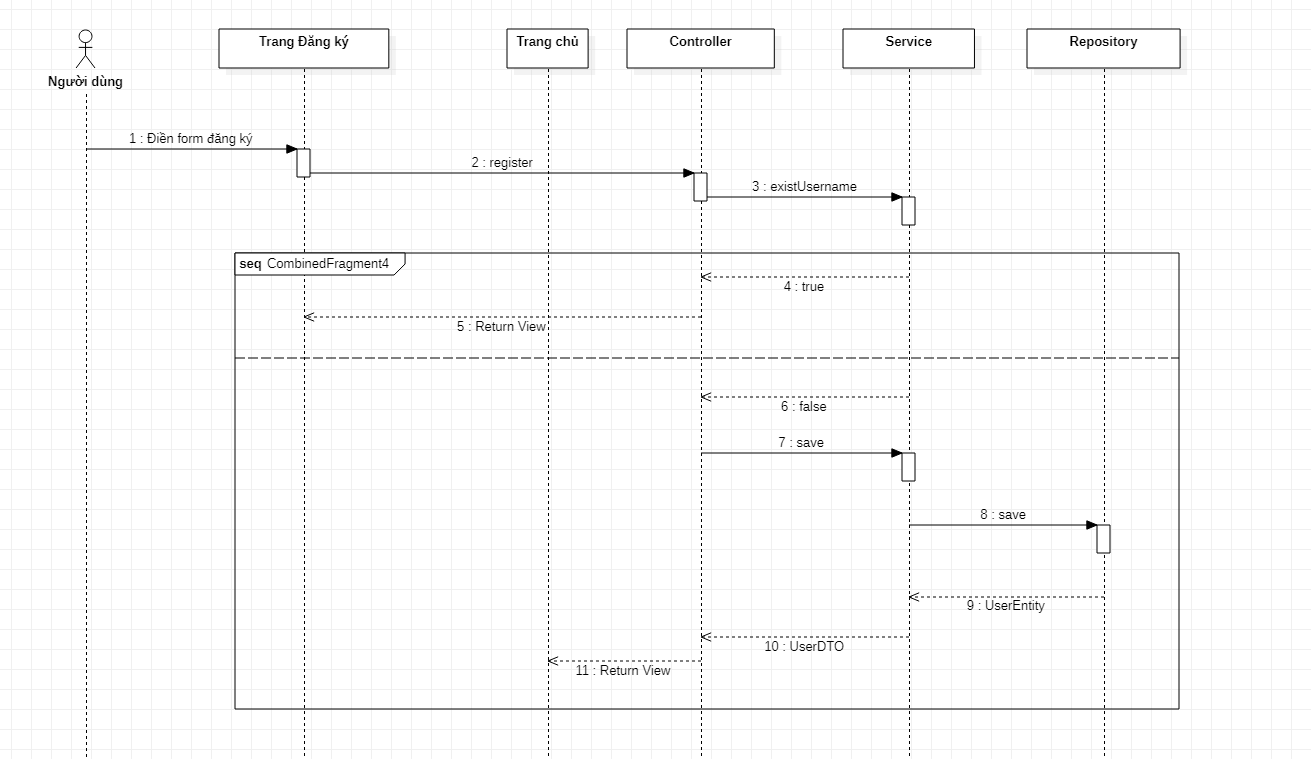 Người dùng
Trang Đăng ký
Trang chủ
Controller
Service
Repository
1 : Điền form đăng ký
2 : register
3 : existUsername
seq CombinedFragment4
4 : true
5 : Return View
6 : false
7 : save
8 : save
9 : UserEntity
10 : UserDTO
11 : Return View